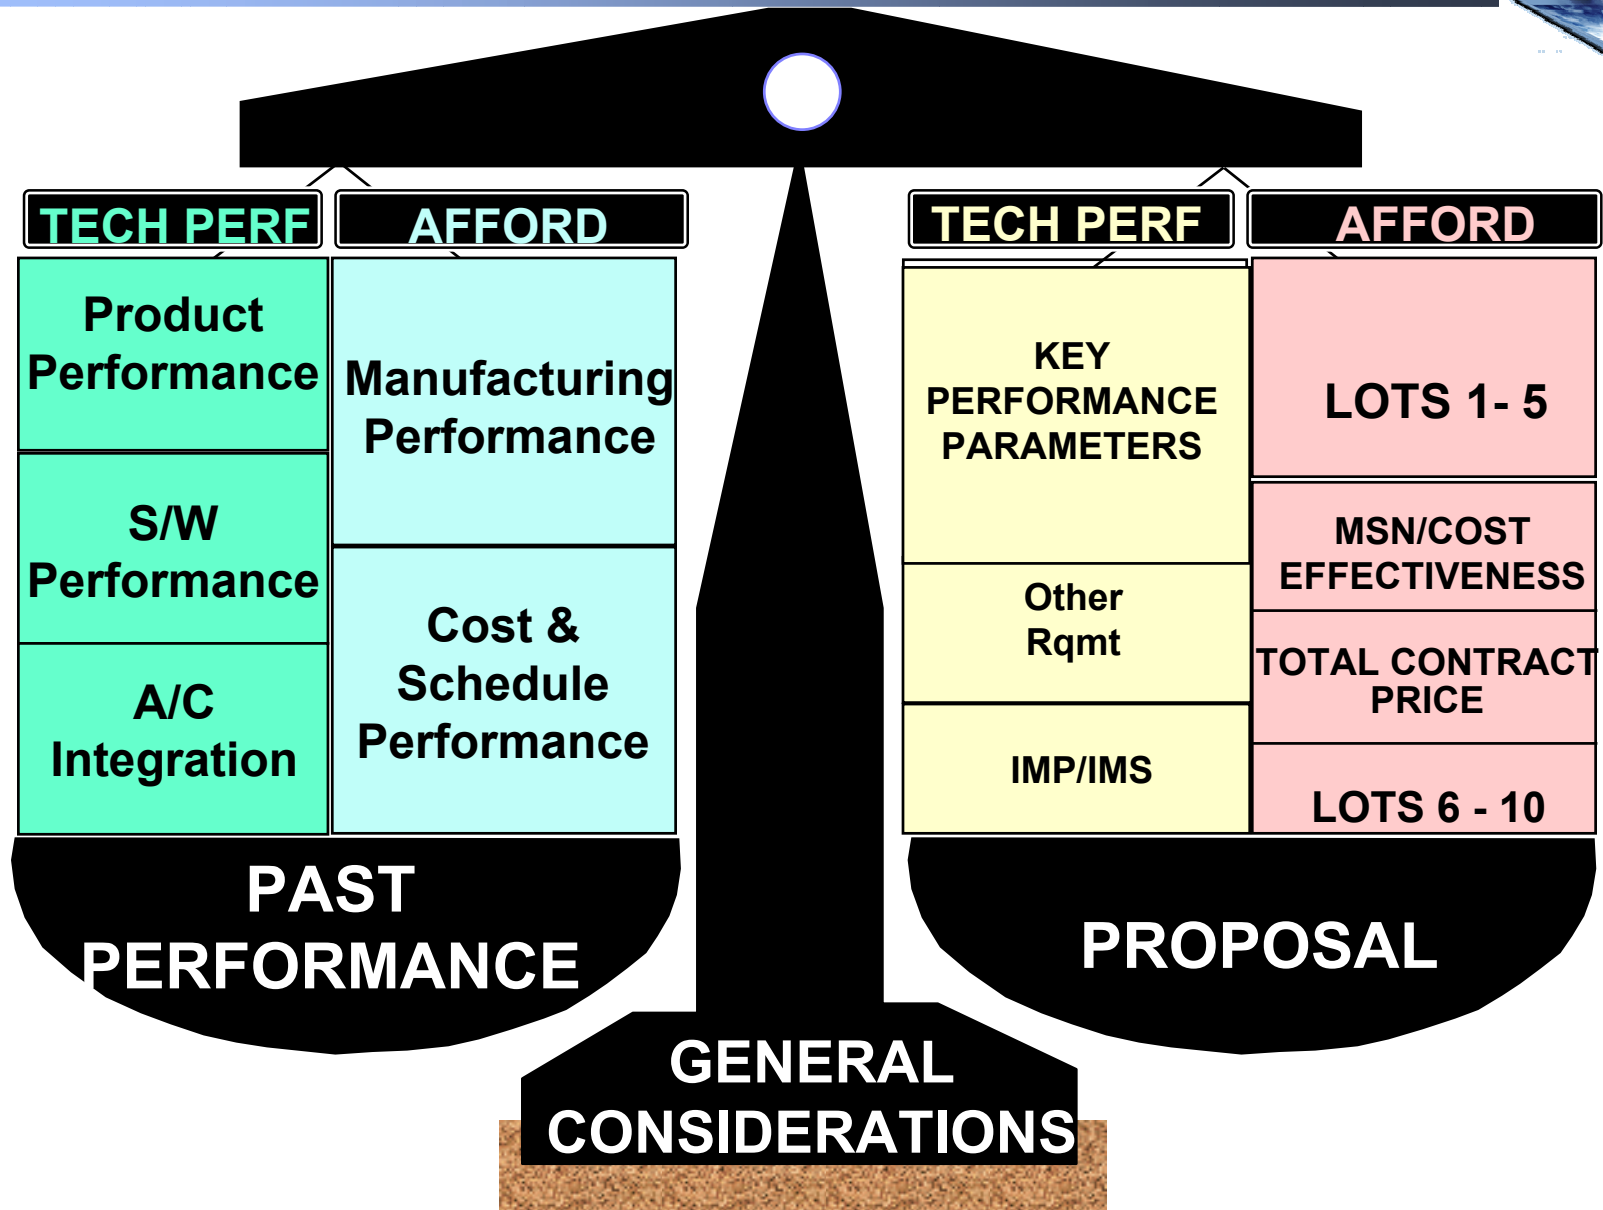 TECH PERF
AFFORD
Product
Performance
S/W
Performance
A/C
Integration
Manufacturing
Performance
Cost &
Schedule
Performance
PAST
PERFORMANCE
TECH PERF
AFFORD
KEY
PERFORMANCE
PARAMETERS
Other
Rqmt
IMP/IMS
LOTS 1- 5
MSN/COST
EFFECTIVENESS
TOTAL CONTRACT
PRICE
LOTS 6 - 10
PROPOSAL
GENERAL
CONSIDERATIONS